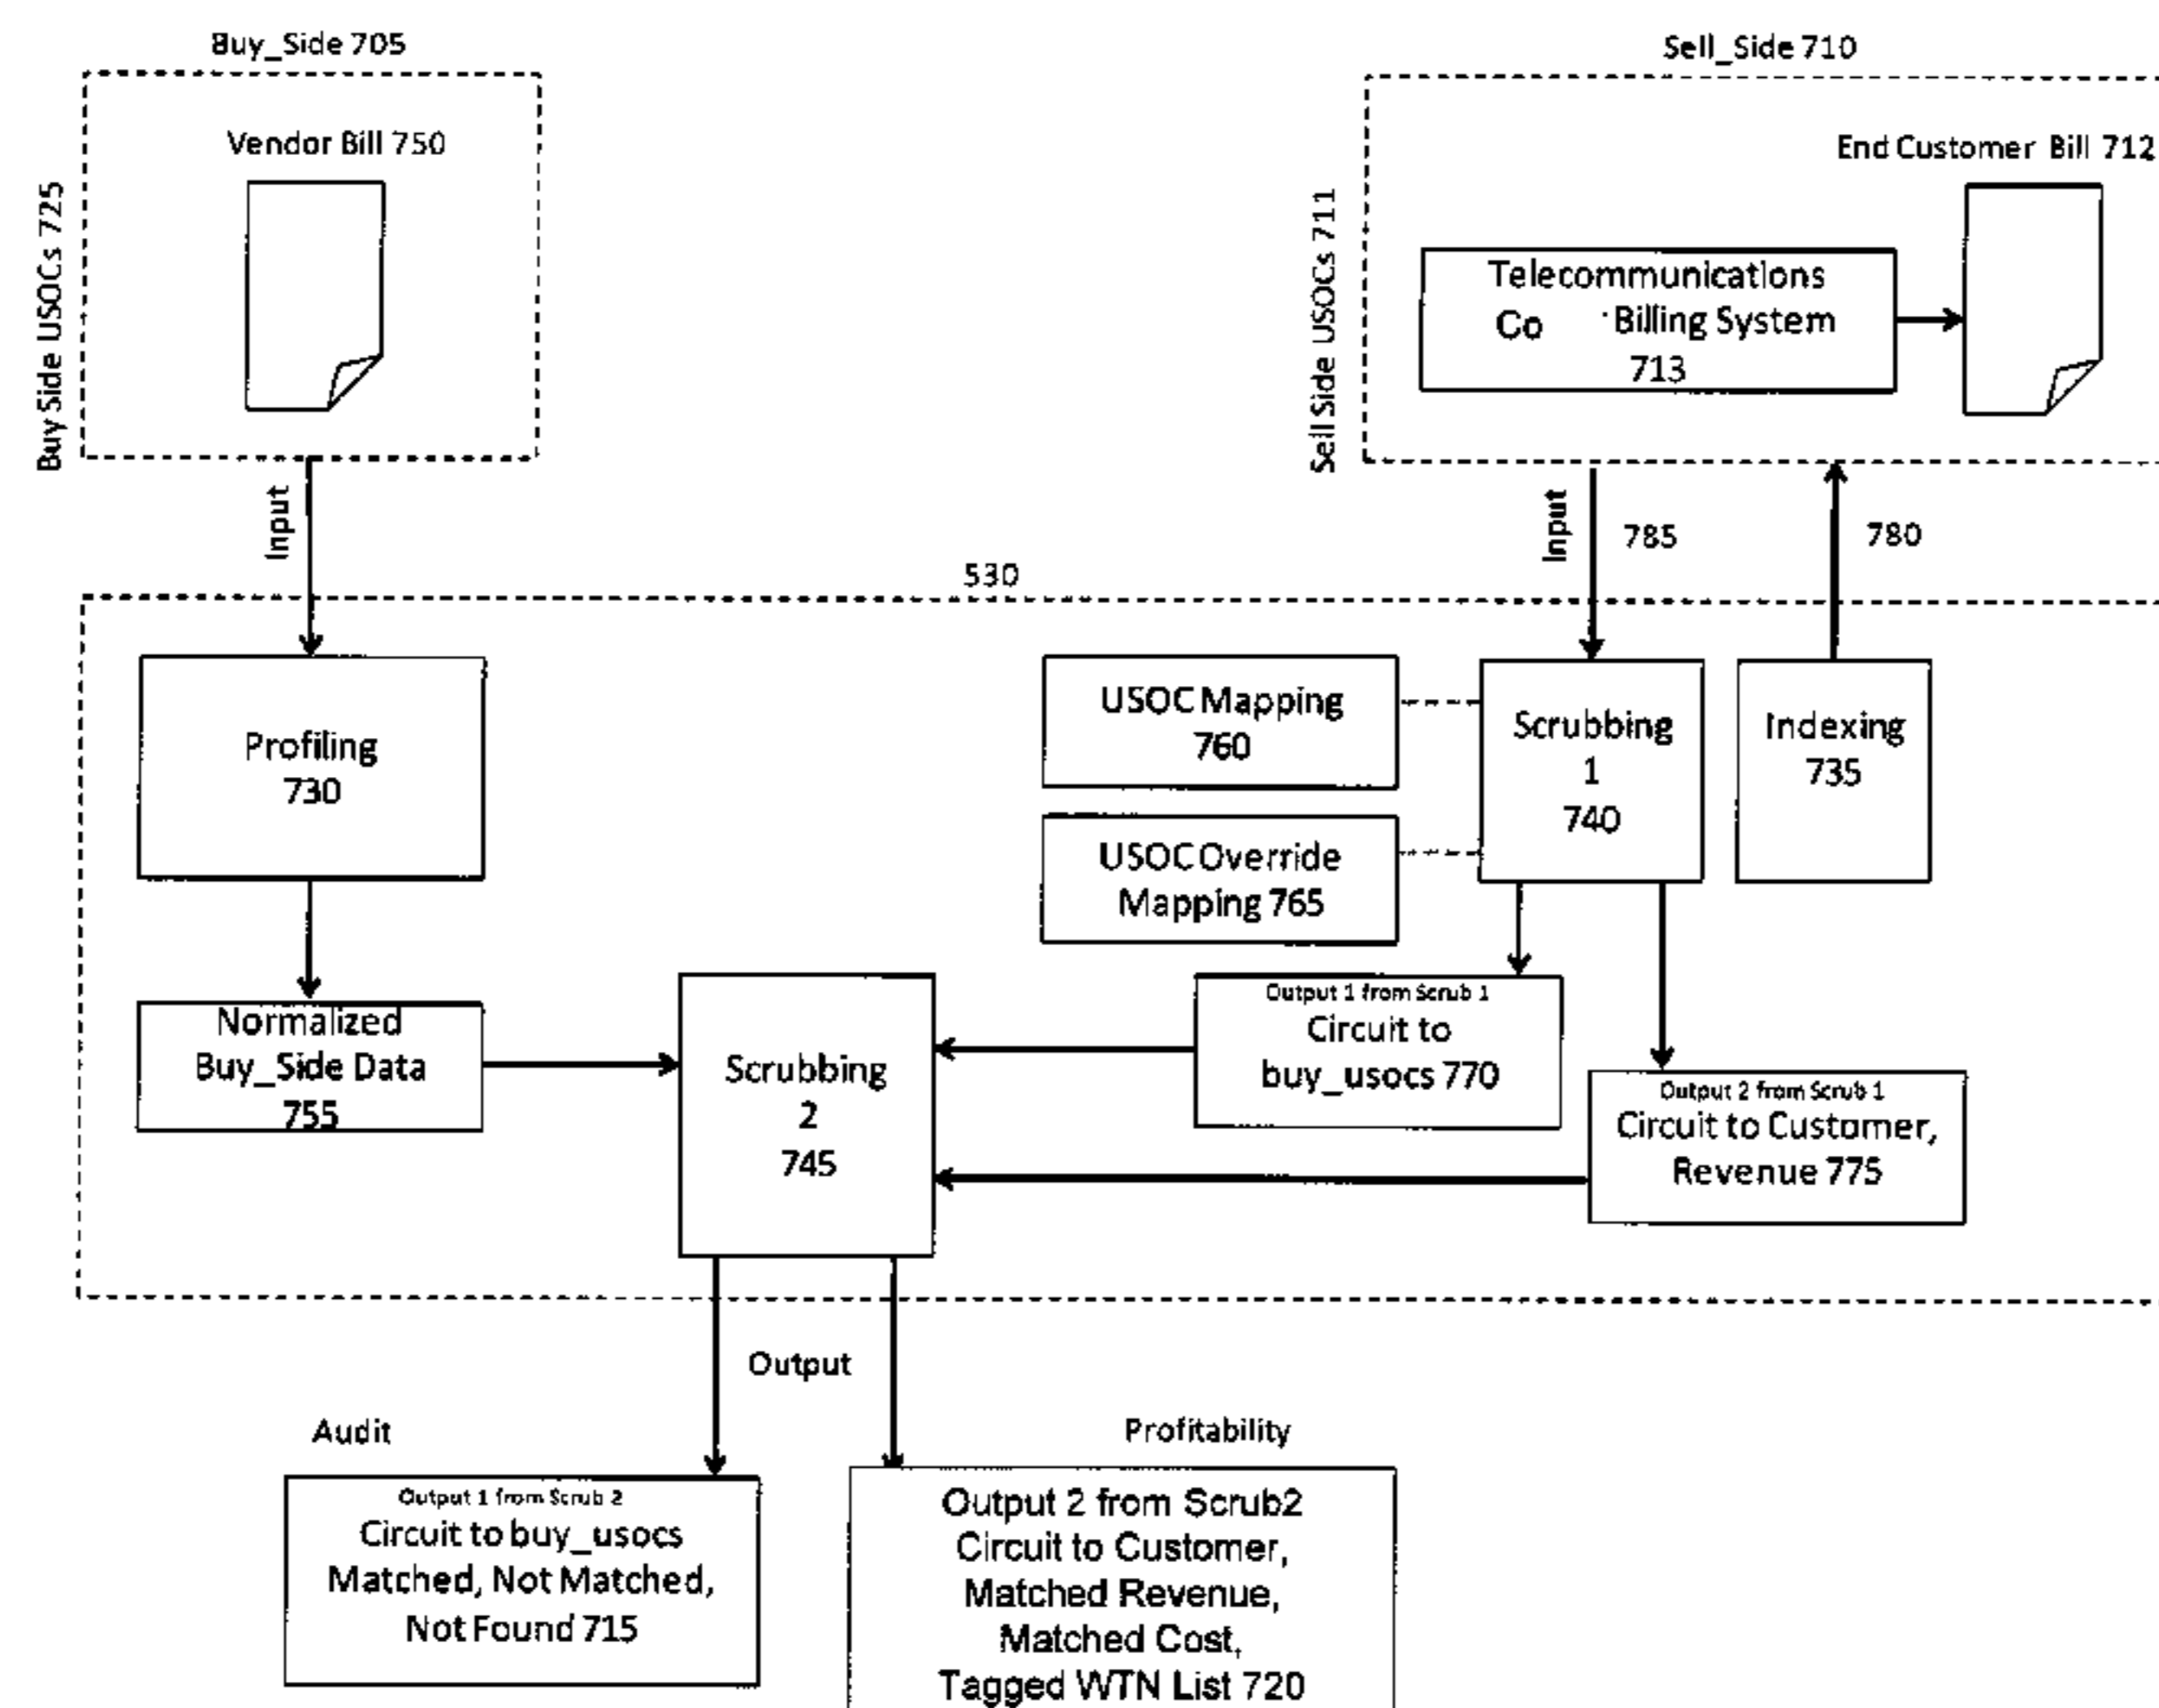 Buy_Side 705
Sell_Side 710
Vendor Bill 750
End Customer Bill 712
Buy Side USOCs 725
Sell Side USOCs 711
Telecommunications
Co Billing System
713
Input
Input
785
780
530
Profiling
730
USOC Mapping
760
Scrubbing
1
740
Indexing
735
USOC Override
Mapping 765
Normalized
Buy_Side Data
755
Scrubbing
2
745
Output 1 from Scrub 1
Circuit to
buy_usocs 770
Output 2 from Scrub 1
Circuit to Customer,
Revenue 775
Output
Audit
Profitability
Output 1 from Scrub 2
Circuit to buy_usocs
Matched, Not Matched,
Not Found 715
Output 2 from Scrub2
Circuit to Customer,
Matched Revenue,
Matched Cost,
Tagged WTN List 720